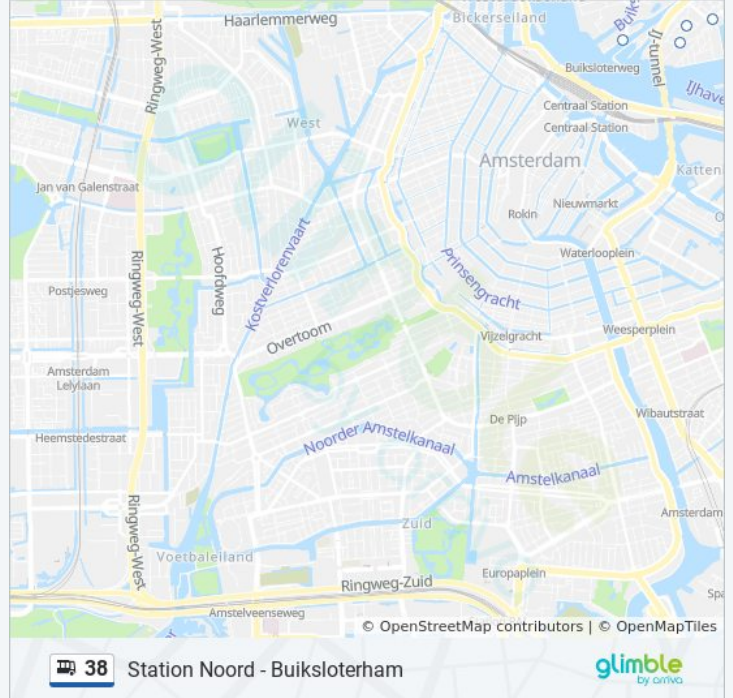 Haarlemmerweg
Bickerseiland
Buiks
IJ-tunnel
Ringweg-West
Buiksloterweg
IJhave
Centraal Station
West
Centraal Station
Amsterdam
Katten
Jan van Galenstraat
Nieuwmarkt
Rokin
O
Kostverlorenvaart
Hoofdweg
Waterlooplein
Prinsengracht
Postjesweg
Ringweg-West
Overtoom
Vijzelgracht
Weesperplein
Amsterdam
Lelylaan
De Pijp
Wibautstraat
Heemstedestraat
Noorder Amstelkanaal
Amstelkanaal
Ringweg-West
Amsterdam
Zuid
Voetbaleiland
Europaplein
Ringweg-Zuid
Spa
Amstelveenseweg
er
© OpenStreetMap contributors | © OpenMapTiles
38 Station Noord - Buiksloterham
glimble
by arriva